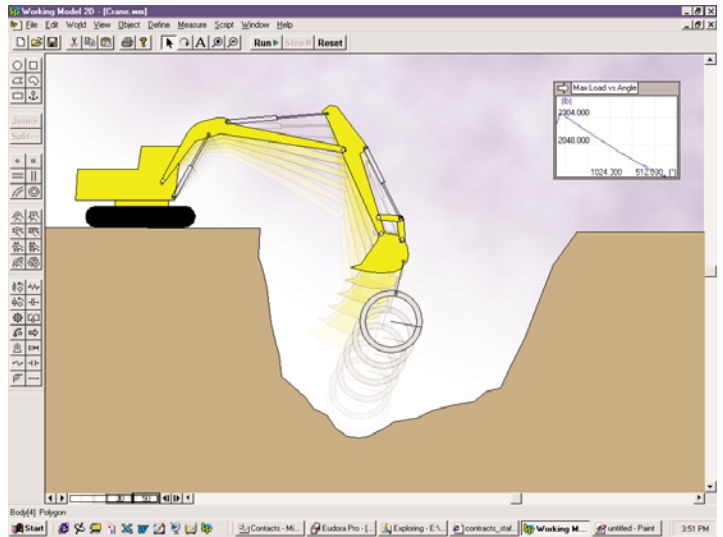 Working Model 2D - [Crane.wm]
File Edit World View Object Define Measure Script Window Help
A Run Stop Reset
Join
Split
Max Load vs Angle
(lb)
2304.000
2048.000
1024.000 512.000 (°)
Body[4] Polygon
Start Contacts - Mi... Eudora Pro - [... Exploring - E:\... contracts_staf... Working M... untitled - Paint 3:51 PM